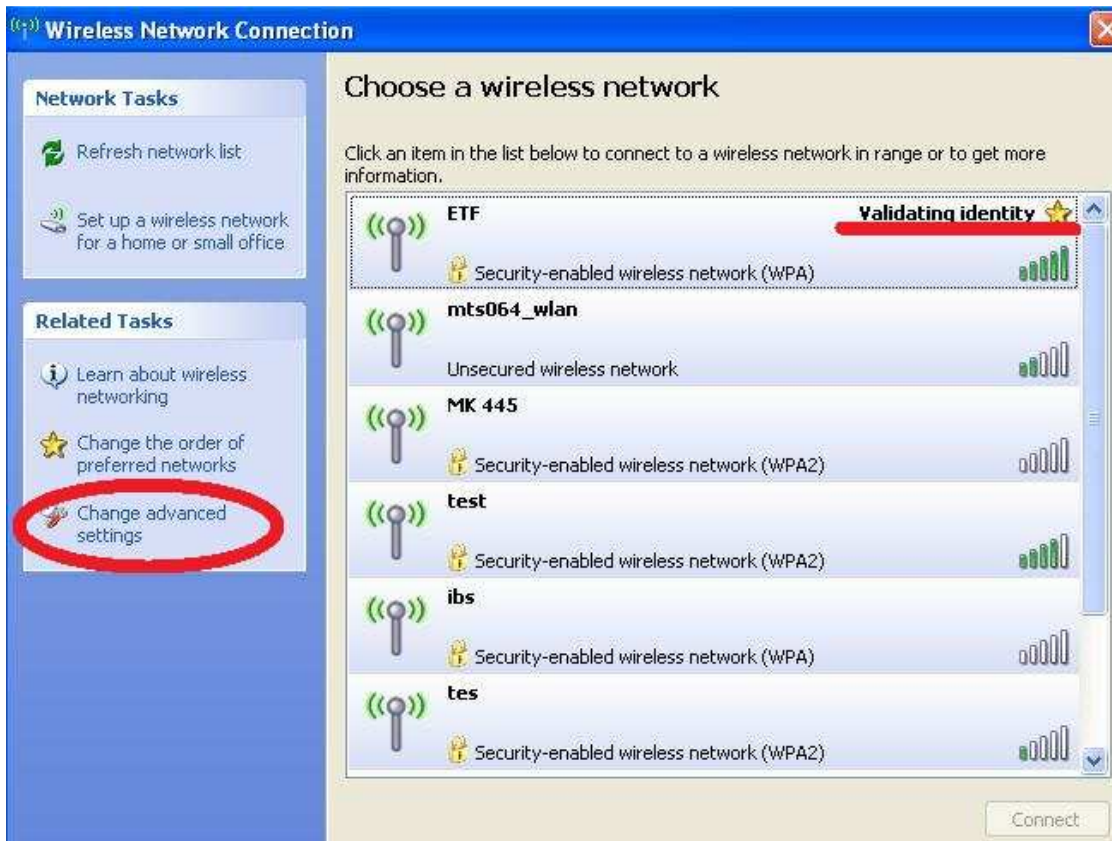 Wireless Network Connection
Network Tasks
Refresh network list
Set up a wireless network
for a home or small office
Related Tasks
Learn about wireless
networking
Change the order of
preferred networks
Change advanced
settings
Choose a wireless network
Click an item in the list below to connect to a wireless network in range or to get more
information.
ETF Validating identity
Security-enabled wireless network (WPA)
mts064_wlan
Unsecured wireless network
MK 445
Security-enabled wireless network (WPA2)
test
Security-enabled wireless network (WPA2)
ibs
Security-enabled wireless network (WPA)
tes
Security-enabled wireless network (WPA2)
Connect